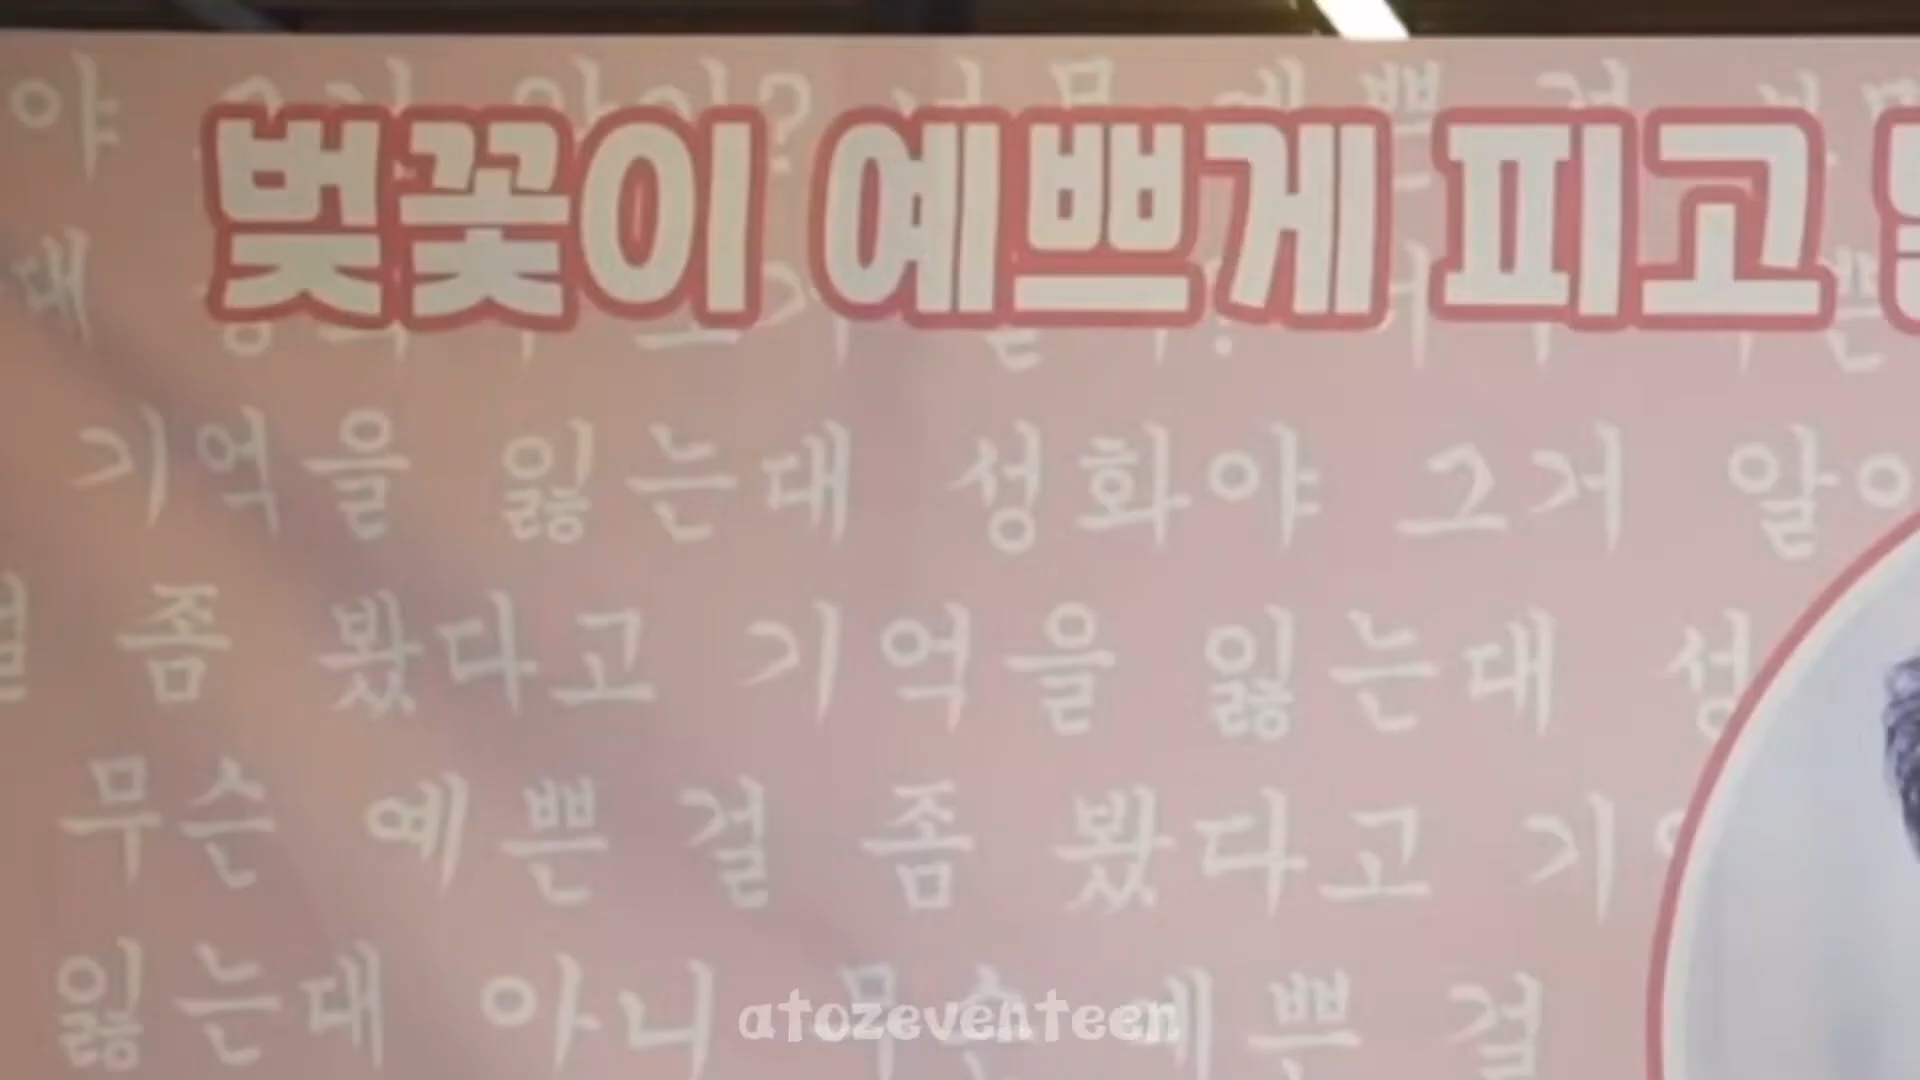 벚꽃이 예쁘게 피고
기억을 잃는대 성화야 그거
좀 봤다고 기억을 잃는대
무슨 예쁜 걸 좀 봤다고
잃는대 아니 무슨 예쁜 걸
atozeventeen